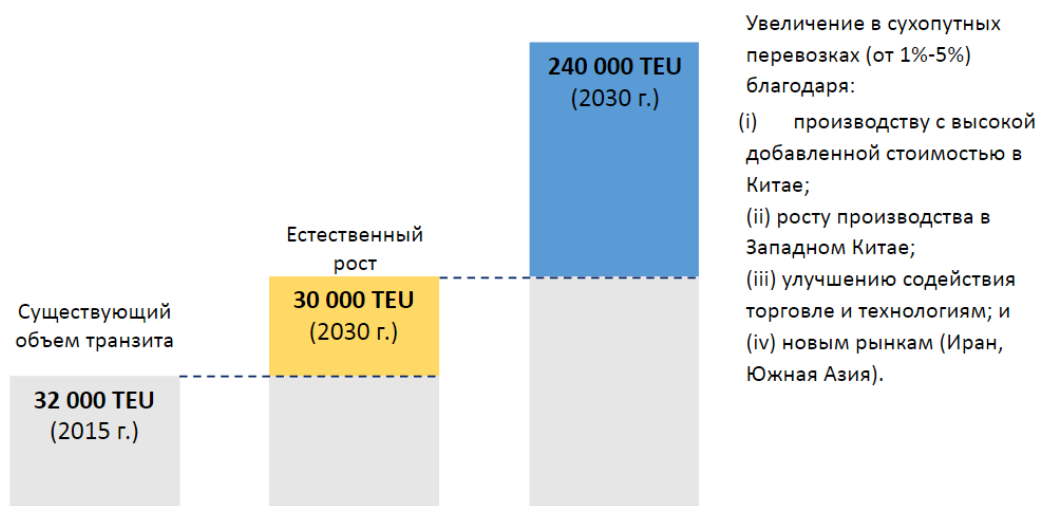 Существующий
объем транзита
32 000 TEU
(2015 г.)
Естественный
рост
30 000 TEU
(2030 г.)
240 000 TEU
(2030 г.)
Увеличение в сухопутных
перевозках (от 1%-5%)
благодаря:
(i) производству с высокой
добавленной стоимостью в
Китае;
(ii) росту производства в
Западном Китае;
(iii) улучшению содействия
торговле и технологиям; и
(iv) новым рынкам (Иран,
Южная Азия).